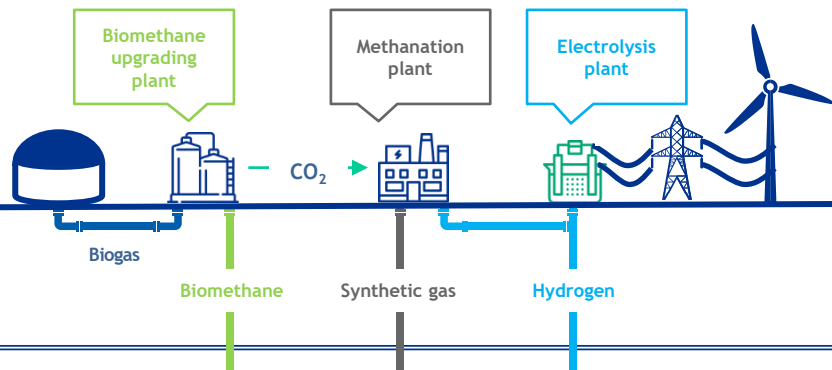 Biomethane
upgrading
plant
Methanation
plant
Electrolysis
plant
CO₂
Biogas
Biomethane
Synthetic gas
Hydrogen